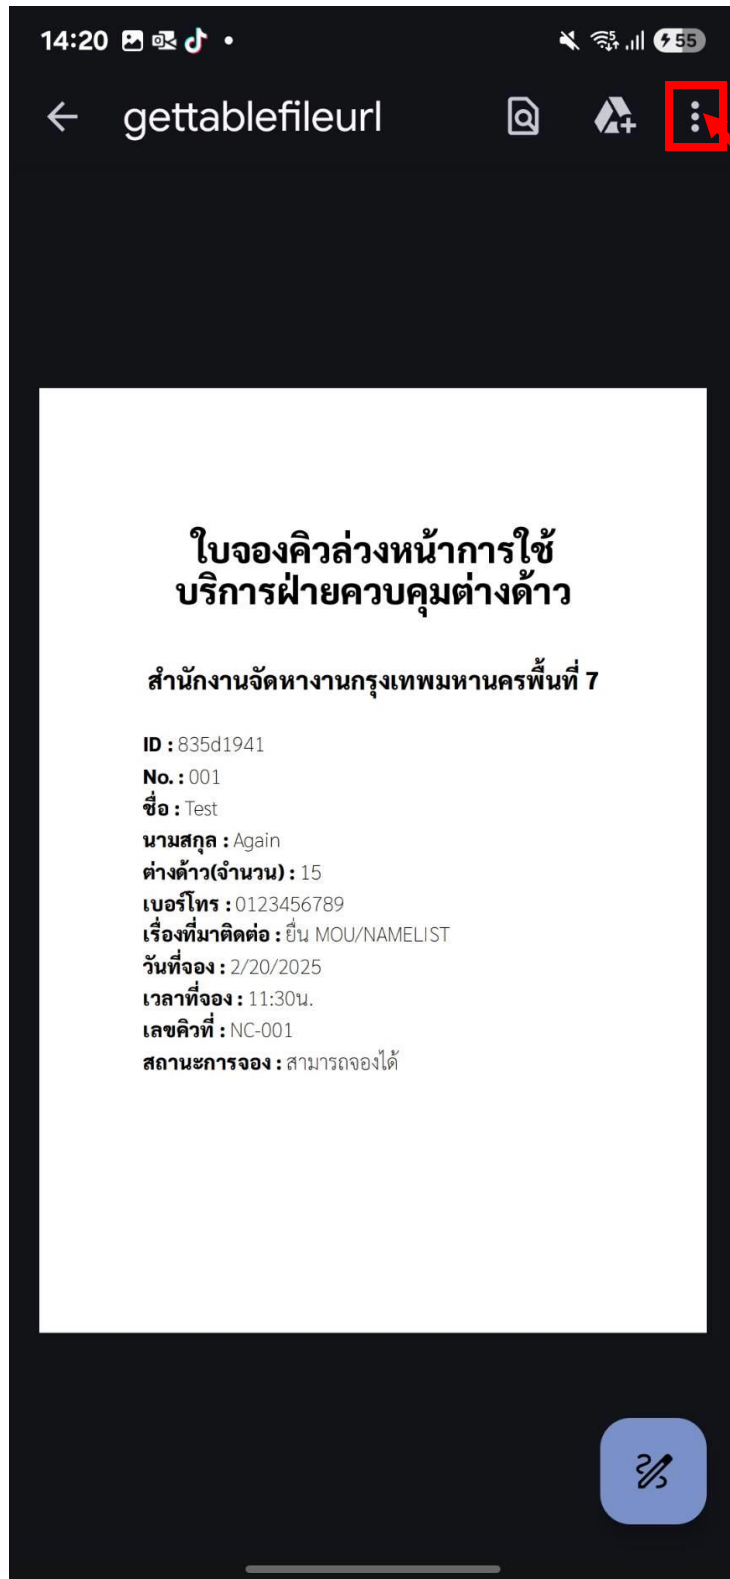 14:20
55
gettablefileurl
ใบจองคิวล่วงหน้าการใช้
บริการฝ่ายควบคุมต่างด้าว
สำนักงานจัดหางานกรุงเทพมหานครพื้นที่ 7
ID : 835d1941
No. : 001
ชื่อ : Test
นามสกุล : Again
ต่างด้าว(จำนวน) : 15
เบอร์โทร : 0123456789
เรื่องที่มาติดต่อ : ยื่น MOU/NAMELIST
วันที่จอง : 2/20/2025
เวลาที่จอง : 11:30น.
เลขคิวที่ : NC-001
สถานะการจอง : สามารถจองได้